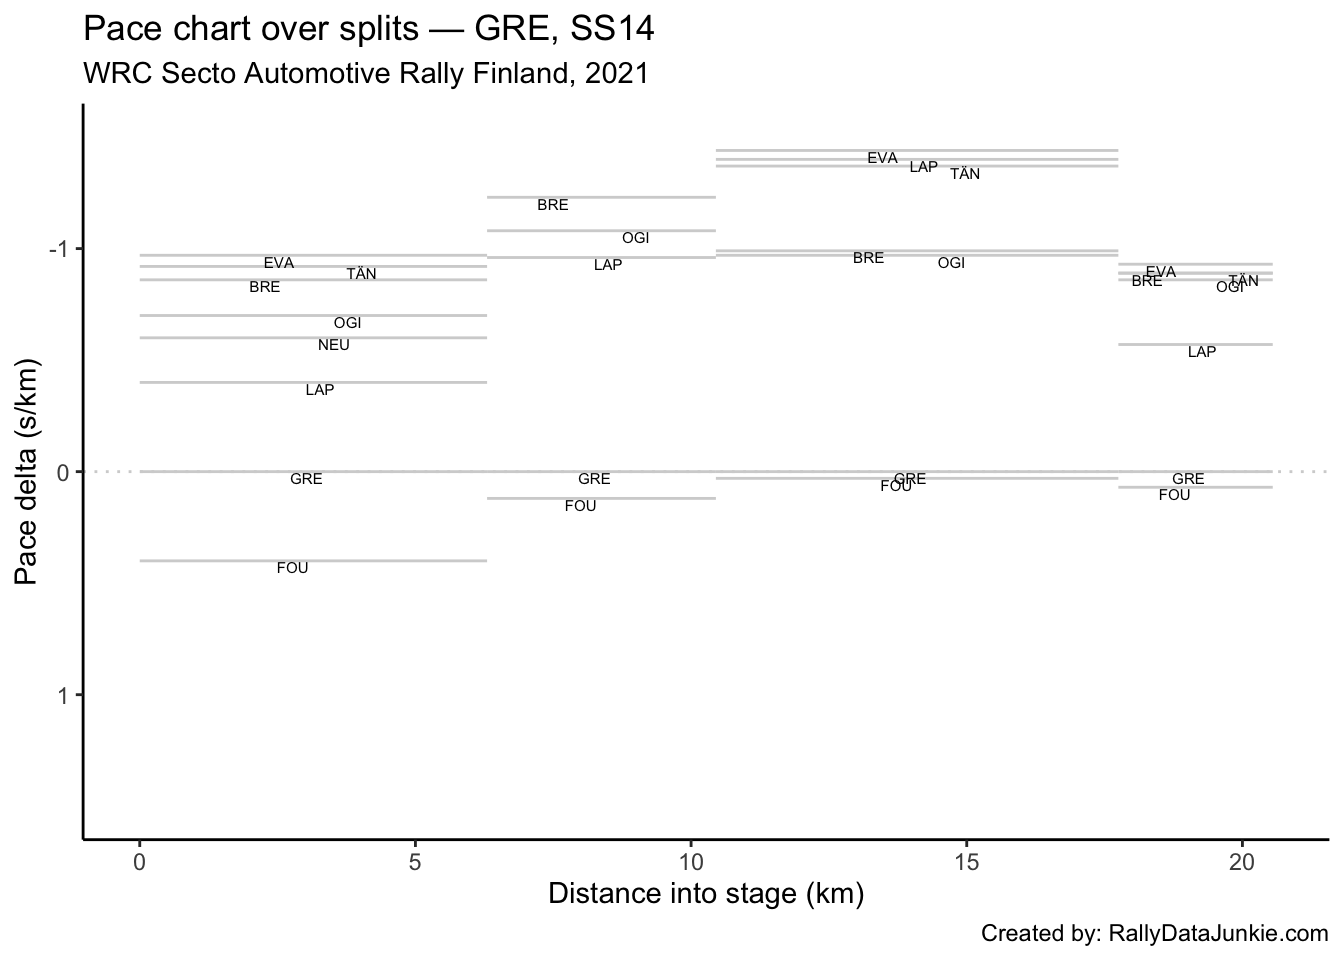 Pace chart over splits — GRE, SS14
WRC Secto Automotive Rally Finland, 2021
Pace delta (s/km)
-1
0
1
EVA
TÄN
BRE
OGI
NEU
LAP
GRE
FOU
BRE
OGI
LAP
GRE
FOU
EVA
LAP
TÄN
BRE
OGI
GRE
FOU
EVA
BRE
TÄN
OGI
LAP
GRE
FOU
0
5
10
15
20
Distance into stage (km)
Created by: RallyDataJunkie.com